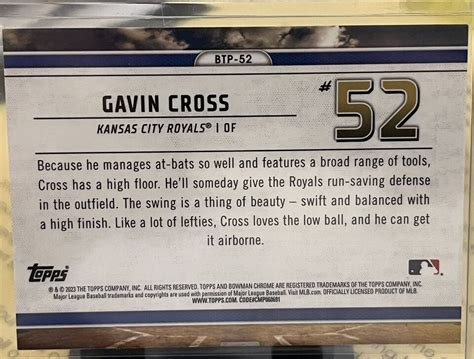 BTP-52
GAVIN CROSS
#52
KANSAS CITY ROYALS® | OF
Because he manages at-bats so well and features a broad range of tools,
Cross has a high floor. He'll someday give the Royals run-saving defense
in the outfield. The swing is a thing of beauty – swift and balanced with
a high finish. Like a lot of lefties, Cross loves the low ball, and he can get
it airborne.
topps
® & © 2023 THE TOPPS COMPANY, INC. ALL RIGHTS RESERVED. TOPPS AND BOWMAN CHROME ARE TRADEMARKS OF THE TOPPS COMPANY, INC.
Major League Baseball trademarks and copyrights are used with permission of Major League Baseball. Visit MLB.com. OFFICIALLY LICENSED PRODUCT OF MLB.
WWW.TOPPS.COM. CODE#CMP060691